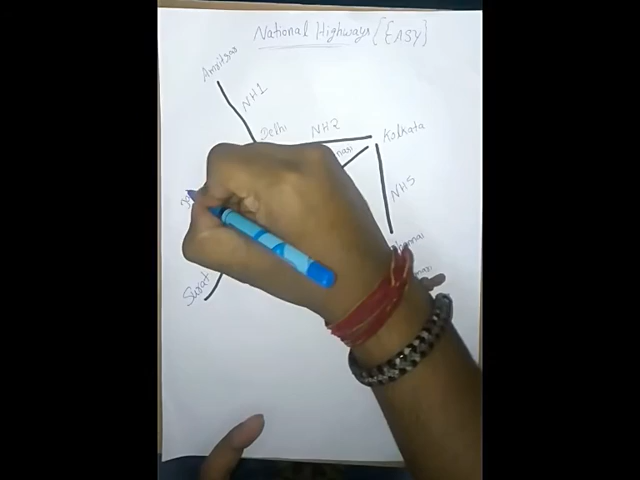 National Highways [EASY]
Amritsar
NH1
Delhi
NH2
Kolkata
NH5
Surat